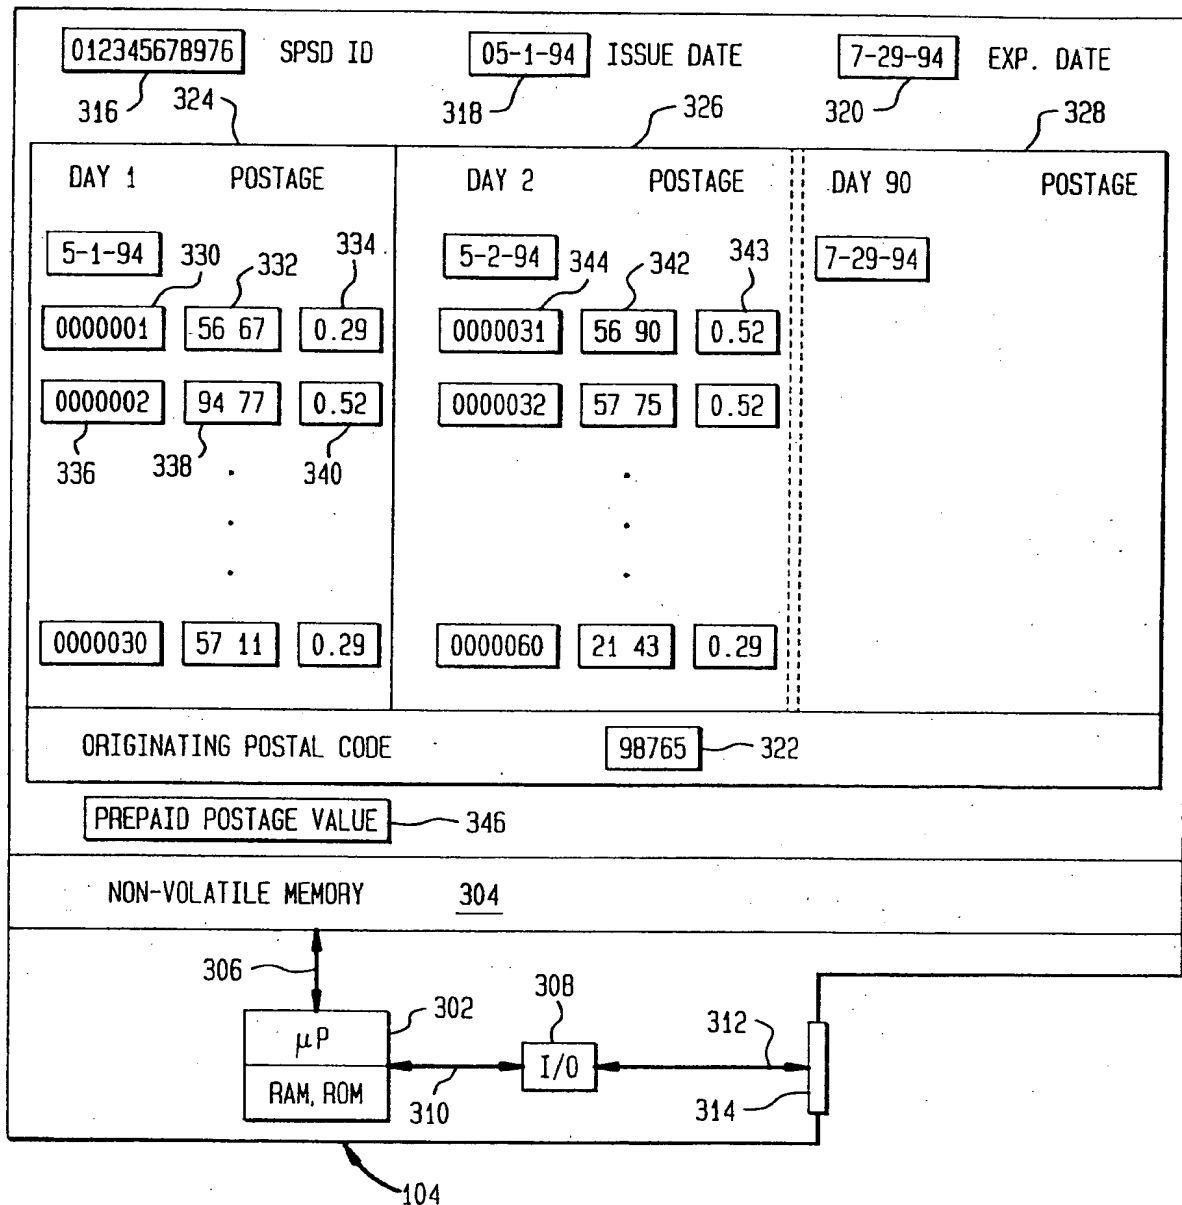 012345678976 SPSD ID 05-1-94 ISSUE DATE 7-29-94 EXP. DATE
316 324 318 326 320 328
DAY 1 POSTAGE DAY 2 POSTAGE DAY 90 POSTAGE
5-1-94 330 332 334 5-2-94 344 342 343 7-29-94
0000001 56 67 0.29 0000031 56 90 0.52
0000002 94 77 0.52 0000032 57 75 0.52
336 338 340
0000030 57 11 0.29 0000060 21 43 0.29
ORIGINATING POSTAL CODE 98765 322
PREPAID POSTAGE VALUE 346
NON-VOLATILE MEMORY 304
306 302 308 312
μP I/O
RAM, ROM 310 314
104